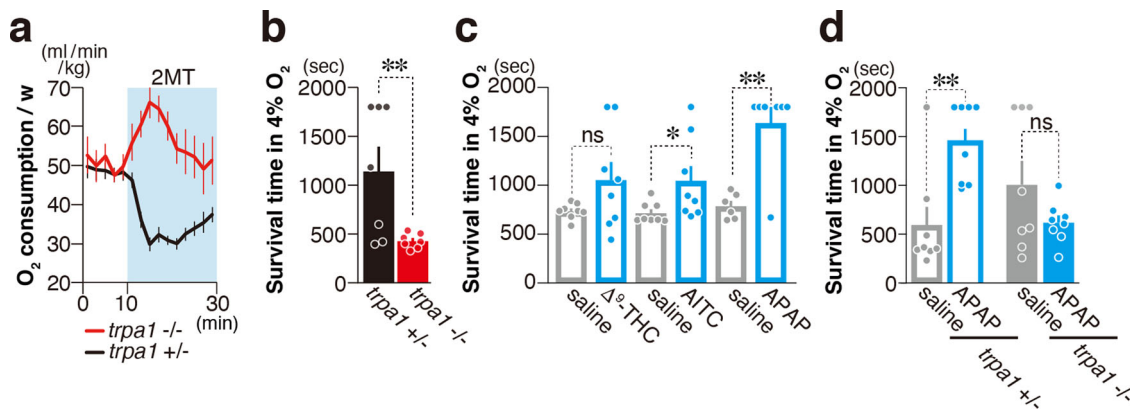 a
(ml/min
/kg)
2MT
O₂ consumption / w
70
60
50
40
30
20
0
10
30
(min)
trpa1 -/-
trpa1 +/-
b
(sec)
**
Survival time in 4% O₂
2000
1500
1000
500
0
trpa1 +/-
trpa1 -/-
c
(sec)
**
ns
*
Survival time in 4% O₂
2000
1500
1000
500
0
saline
Δ⁹-THC
saline
AITC
saline
APAP
d
(sec)
**
ns
Survival time in 4% O₂
2000
1500
1000
500
0
saline
APAP
saline
APAP
trpa1 +/-
trpa1 -/-